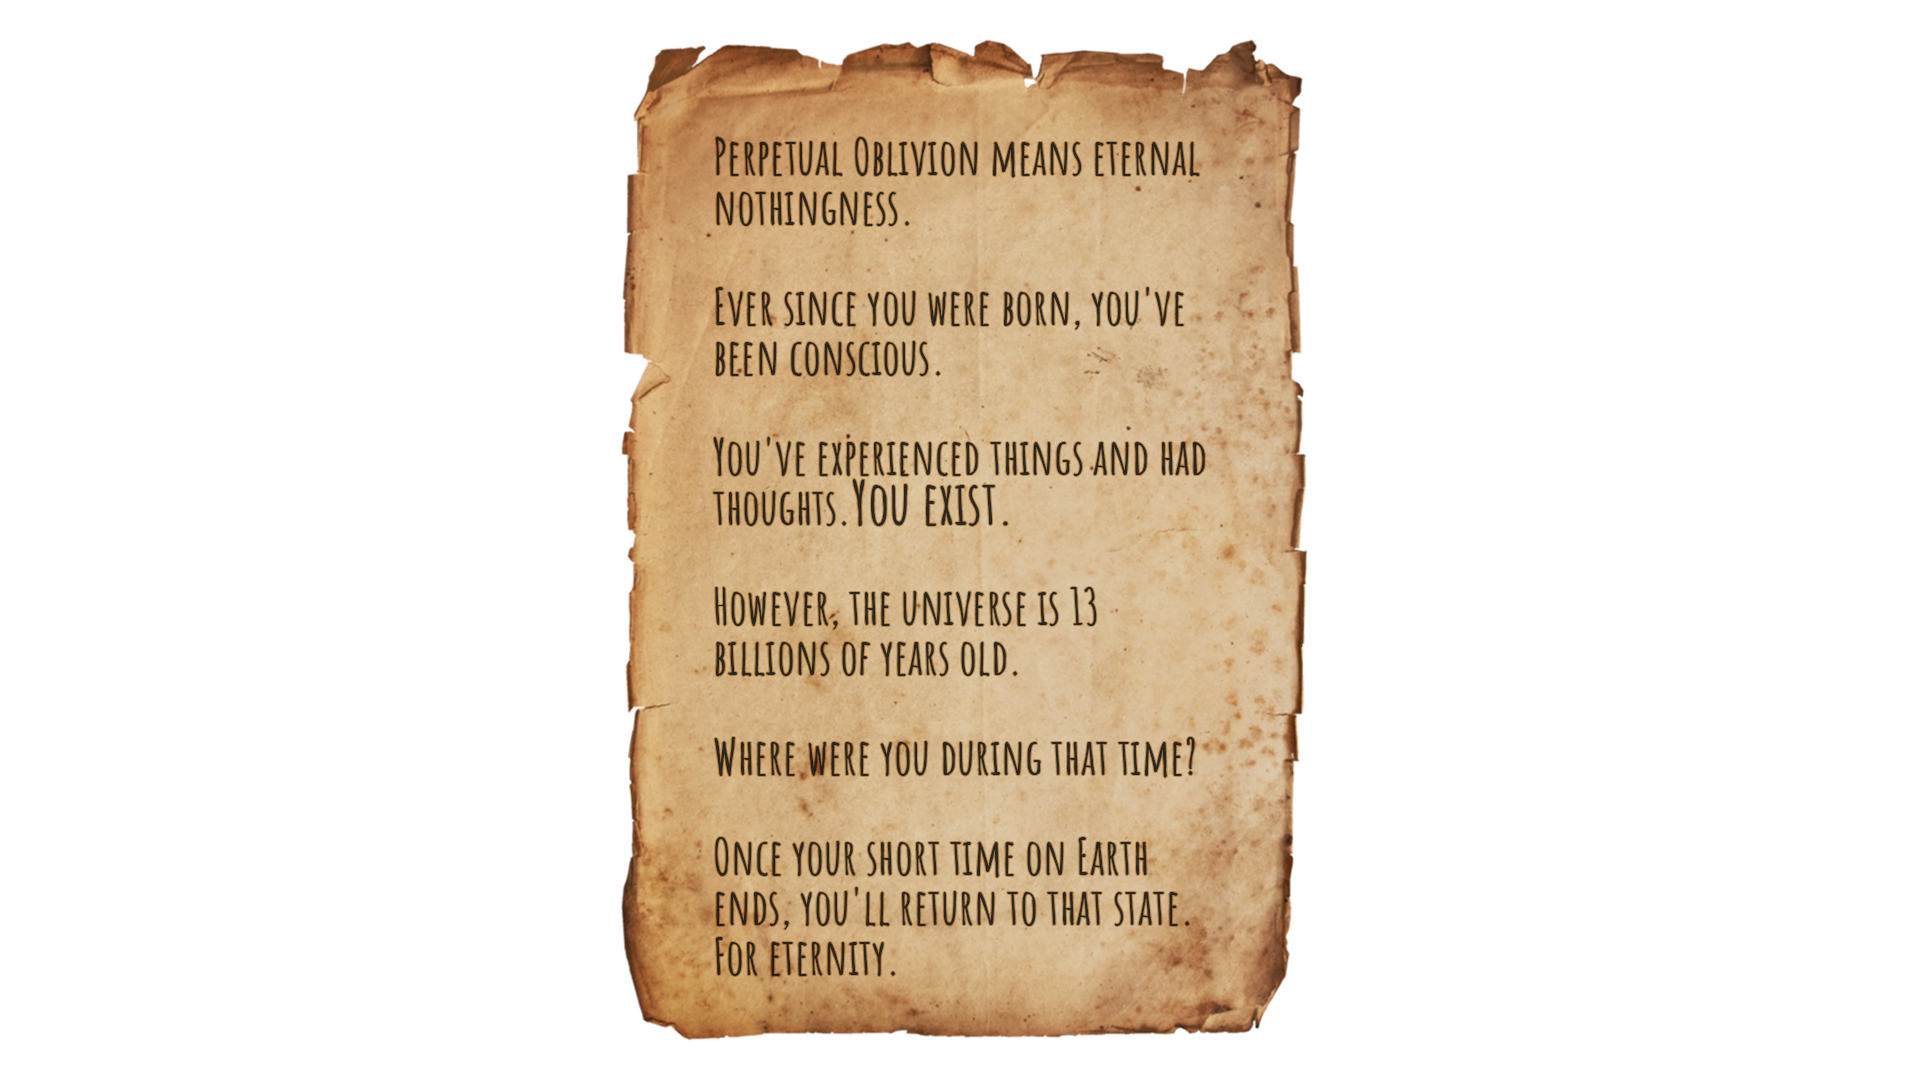 Perpetual Oblivion means eternal
nothingness.
Ever since you were born, you've
been conscious.
You've experienced things and had
thoughts. You exist.
However, the universe is 13
billions of years old.
Where were you during that time?
Once your short time on Earth
ends, you'll return to that state.
For eternity.